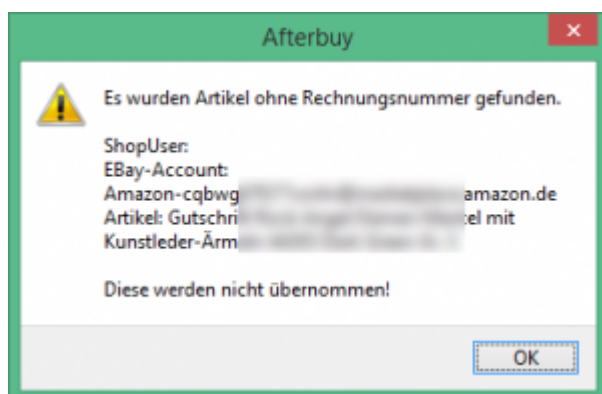 Afterbuy
Es wurden Artikel ohne Rechnungsnummer gefunden.
ShopUser:
EBay-Account:
Amazon-cqbwg amazon.de
Artikel: Gutschri el mit
Kunstleder-Ärm
Diese werden nicht übernommen!
OK